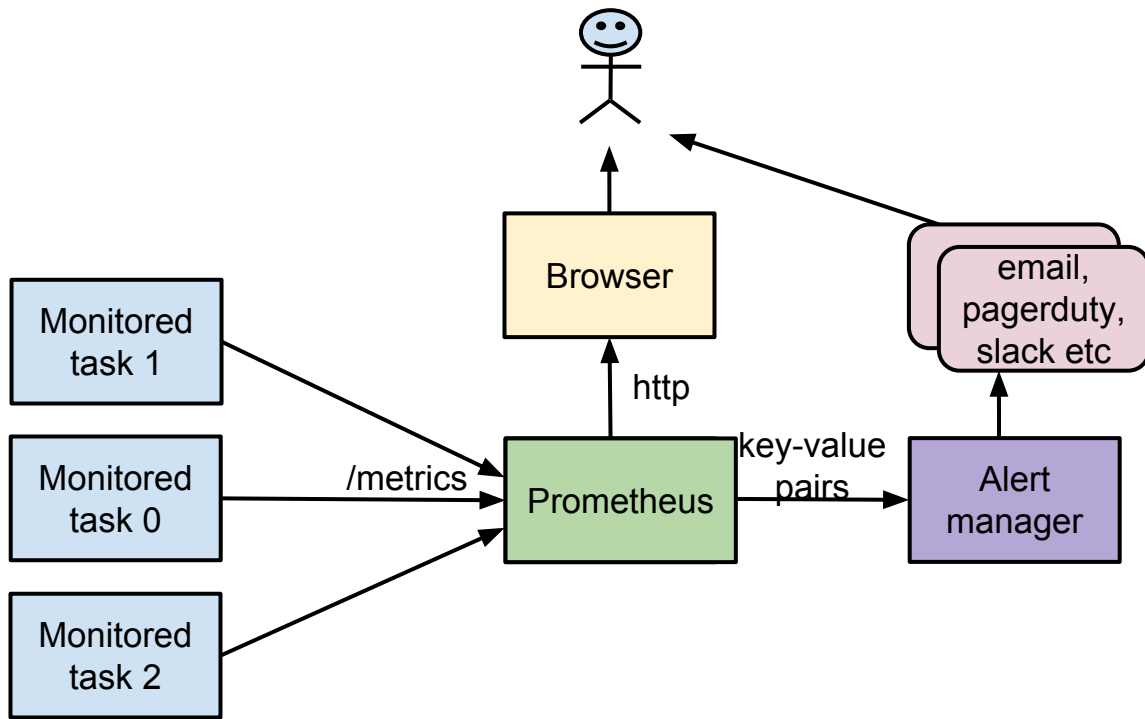 Browser
email,
pagerduty,
slack etc
Monitored
task 1
http
Monitored
task 0
/metrics
Prometheus
key-value
pairs
Alert
manager
Monitored
task 2